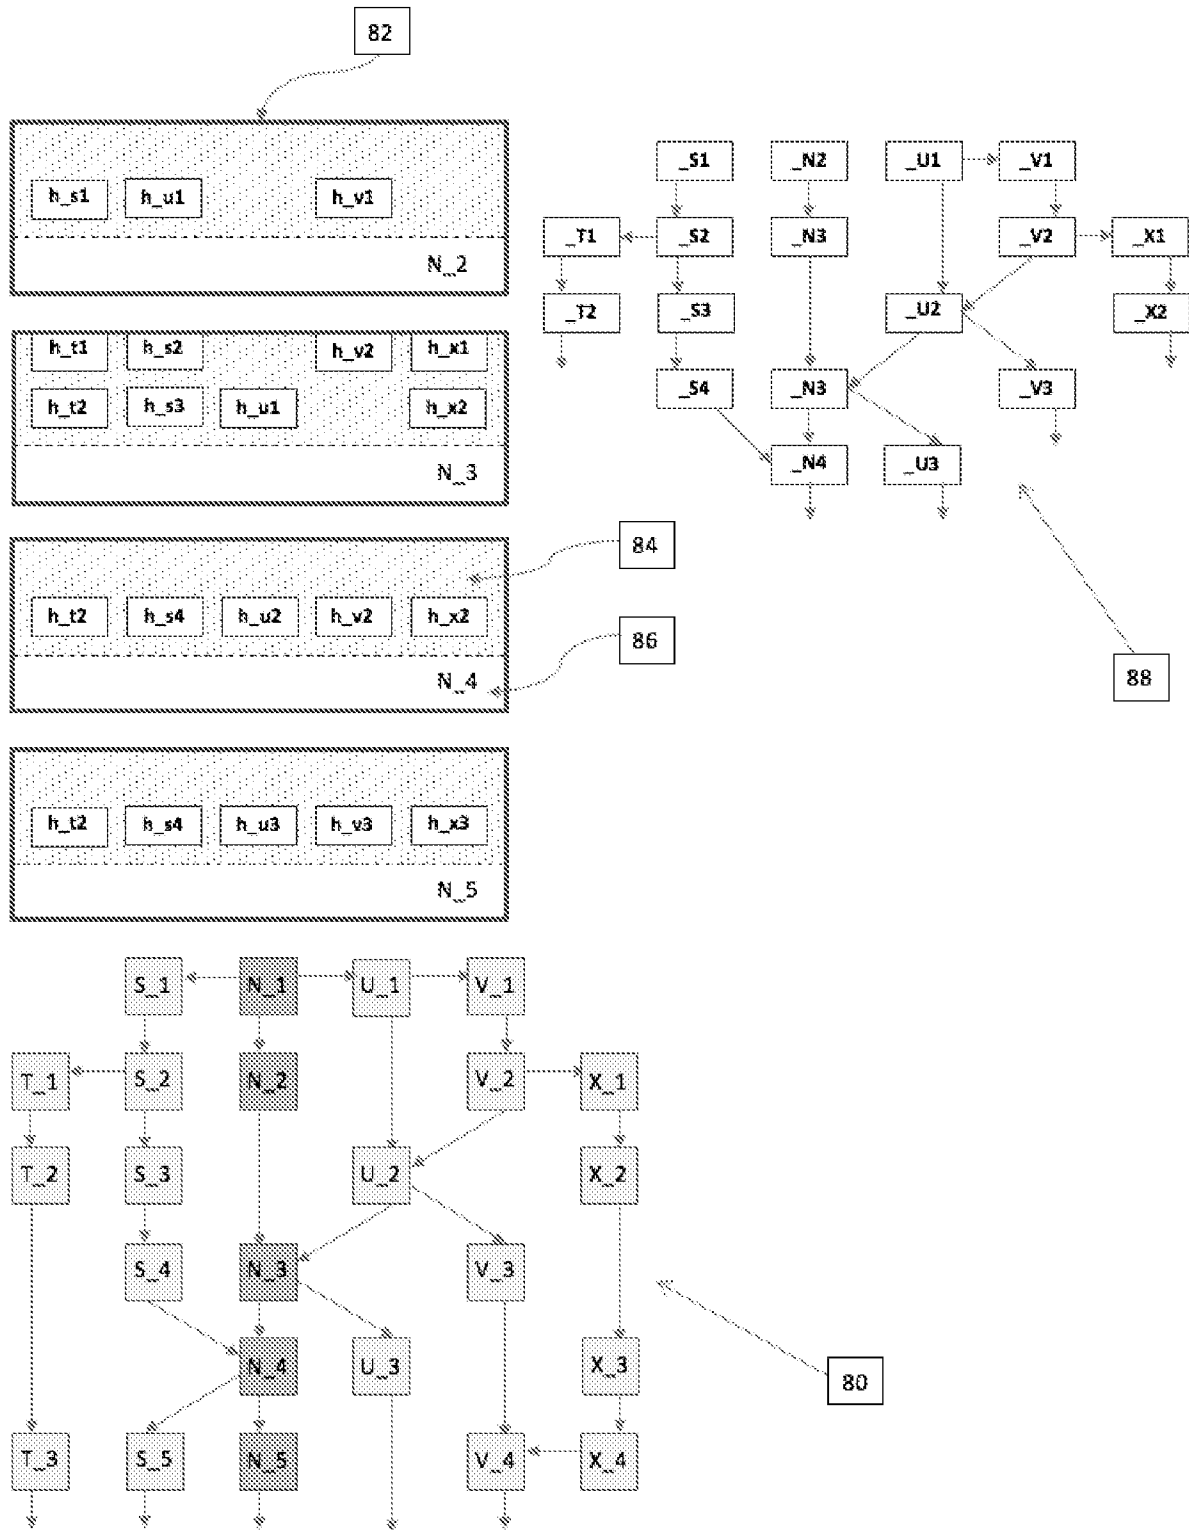 82
h_s1 h_u1 h_v1
N_2
h_t1 h_s2 h_v2 h_x1
h_t2 h_s3 h_u1 h_x2
N_3
h_t2 h_s4 h_u2 h_v2 h_x2
N_4
h_t2 h_s4 h_u3 h_v3 h_x3
N_5
_S1 _N2 _U1 _V1
_T1 _S2 _N3 _V2 _X1
_T2 _S3 _U2 _X2
_S4 _N3 _V3
_N4 _U3
84
86
88
S_1 N_1 U_1 V_1
T_1 S_2 N_2 V_2 X_1
T_2 S_3 U_2 X_2
S_4 N_3 V_3
N_4 U_3 X_3
80
T_3 S_5 N_5 V_4 X_4